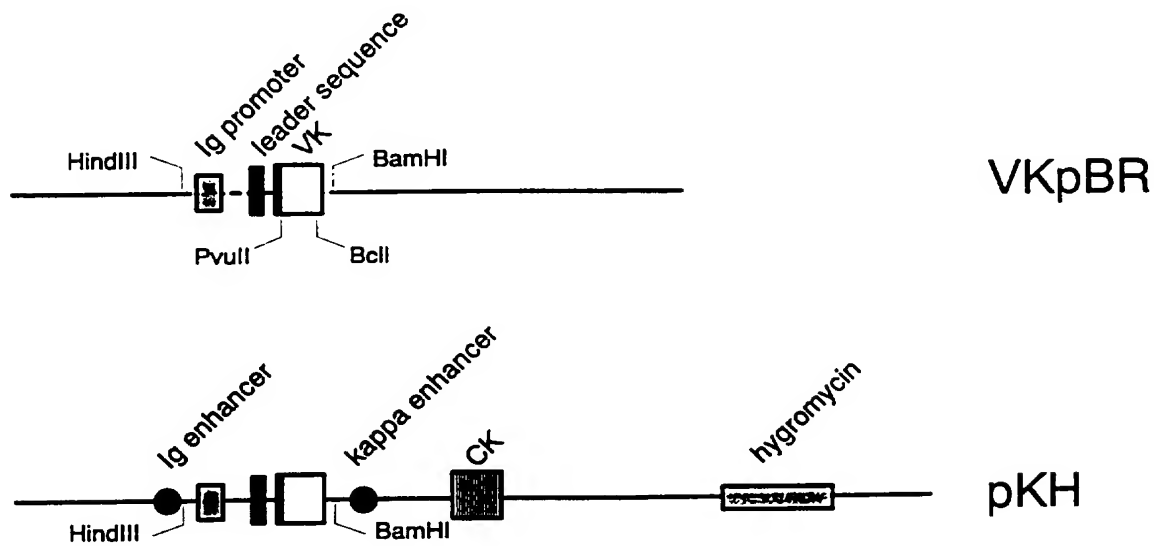 Ig promoter
leader sequence
VK
HindIII
BamHI
VKpBR
PvuII
BclI
Ig enhancer
kappa enhancer
CK
hygromycin
pKH
HindIII
BamHI